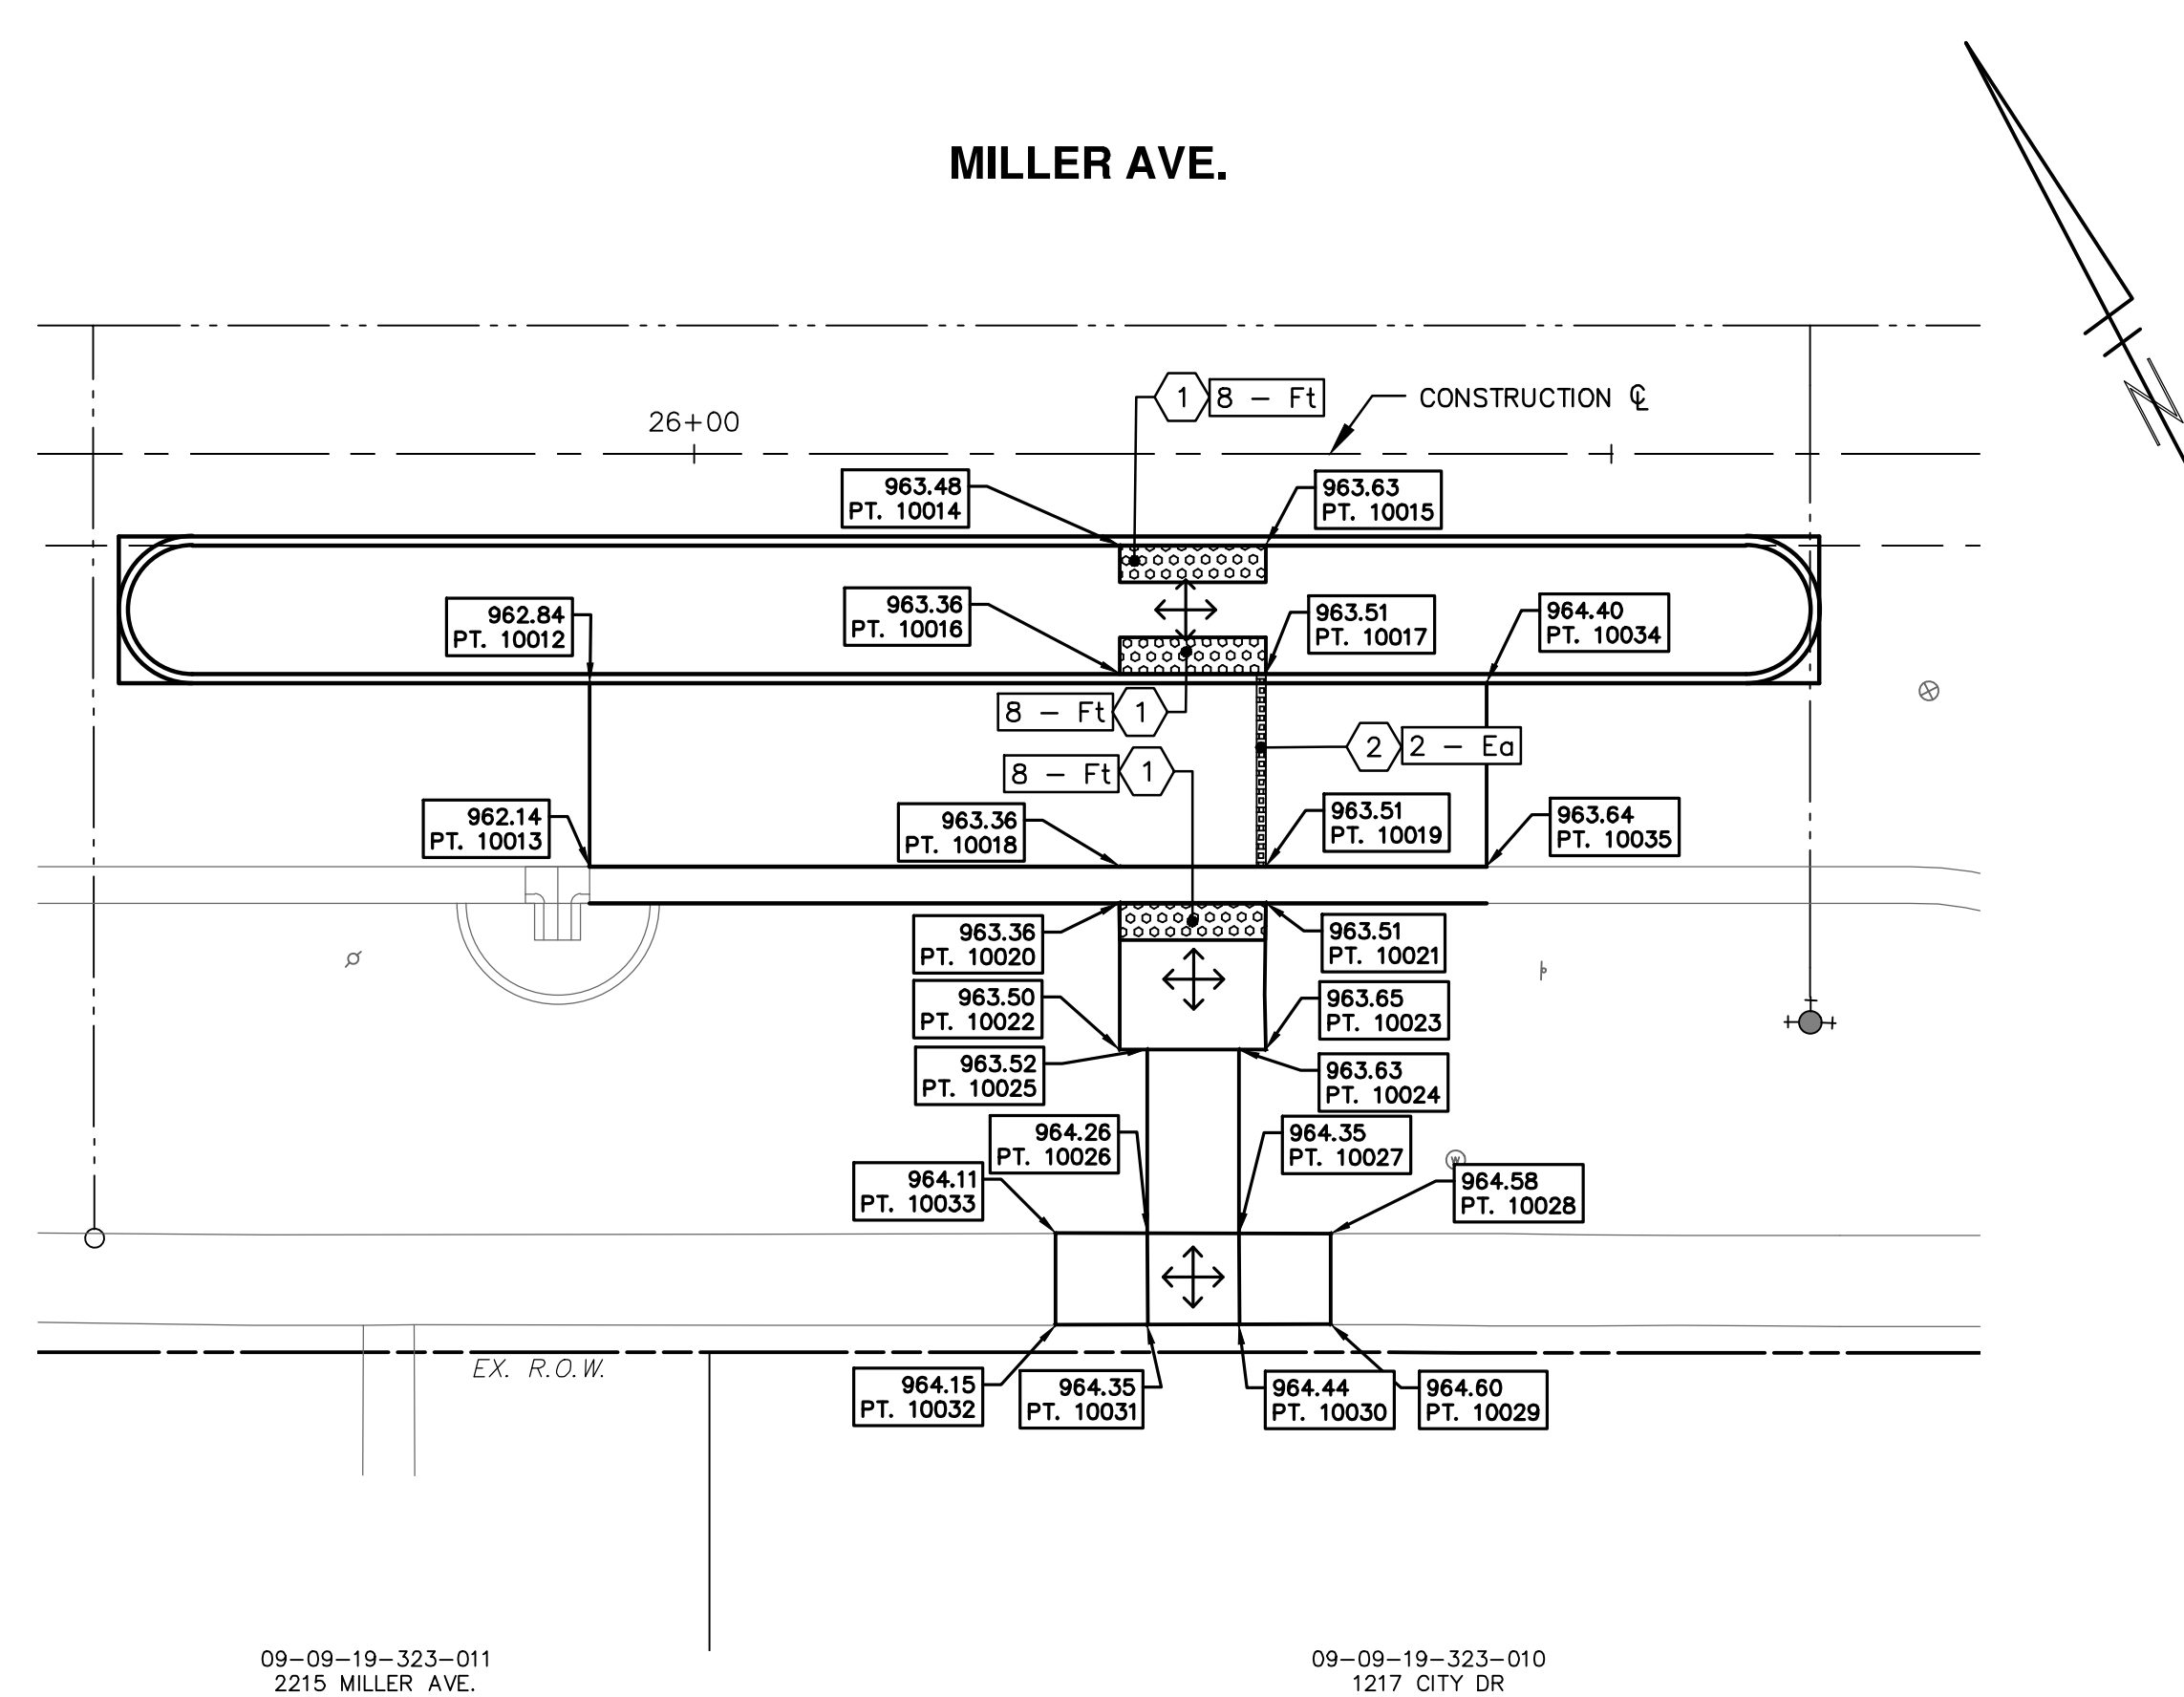 MILLER AVE.
1
8 - Ft
CONSTRUCTION ℄
26+00
963.48
PT. 10014
963.63
PT. 10015
N
962.84
PT. 10012
963.36
PT. 10016
963.51
PT. 10017
964.40
PT. 10034
8 - Ft
1
2
2 - Ea
8 - Ft
1
962.14
PT. 10013
963.36
PT. 10018
963.51
PT. 10019
963.64
PT. 10035
963.36
PT. 10020
963.51
PT. 10021
963.50
PT. 10022
963.65
PT. 10023
963.52
PT. 10025
963.63
PT. 10024
964.26
PT. 10026
964.35
PT. 10027
W
964.11
PT. 10033
964.58
PT. 10028
EX. R.O.W.
964.15
PT. 10032
964.35
PT. 10031
964.44
PT. 10030
964.60
PT. 10029
09-09-19-323-011
2215 MILLER AVE.
09-09-19-323-010
1217 CITY DR